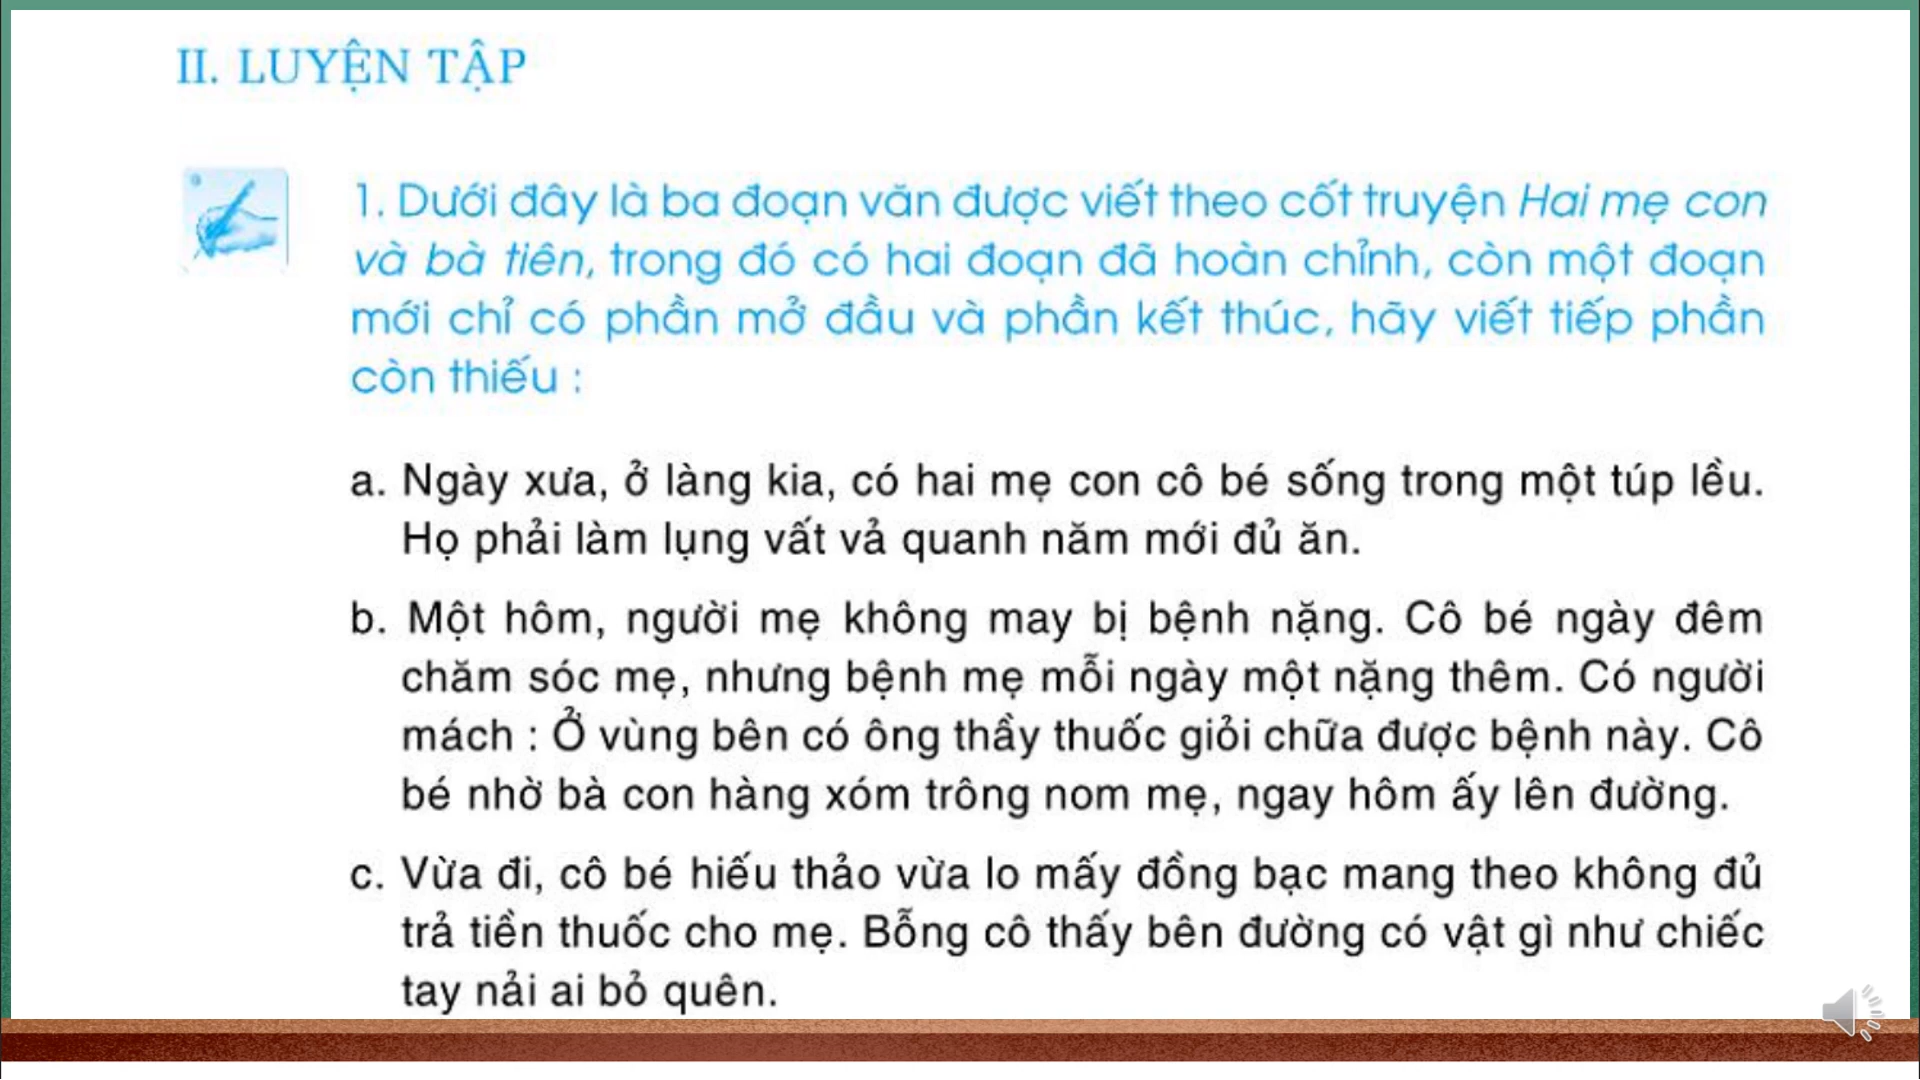 II. LUYỆN TẬP
1. Dưới đây là ba đoạn văn được viết theo cốt truyện Hai mẹ con
và bà tiên, trong đó có hai đoạn đã hoàn chỉnh, còn một đoạn
mới chỉ có phần mở đầu và phần kết thúc, hãy viết tiếp phần
còn thiếu :
a. Ngày xưa, ở làng kia, có hai mẹ con cô bé sống trong một túp lều.
Họ phải làm lụng vất vả quanh năm mới đủ ăn.
b. Một hôm, người mẹ không may bị bệnh nặng. Cô bé ngày đêm
chăm sóc mẹ, nhưng bệnh mẹ mỗi ngày một nặng thêm. Có người
mách : Ở vùng bên có ông thầy thuốc giỏi chữa được bệnh này. Cô
bé nhờ bà con hàng xóm trông nom mẹ, ngay hôm ấy lên đường.
c. Vừa đi, cô bé hiếu thảo vừa lo mấy đồng bạc mang theo không đủ
trả tiền thuốc cho mẹ. Bỗng cô thấy bên đường có vật gì như chiếc
tay nải ai bỏ quên.